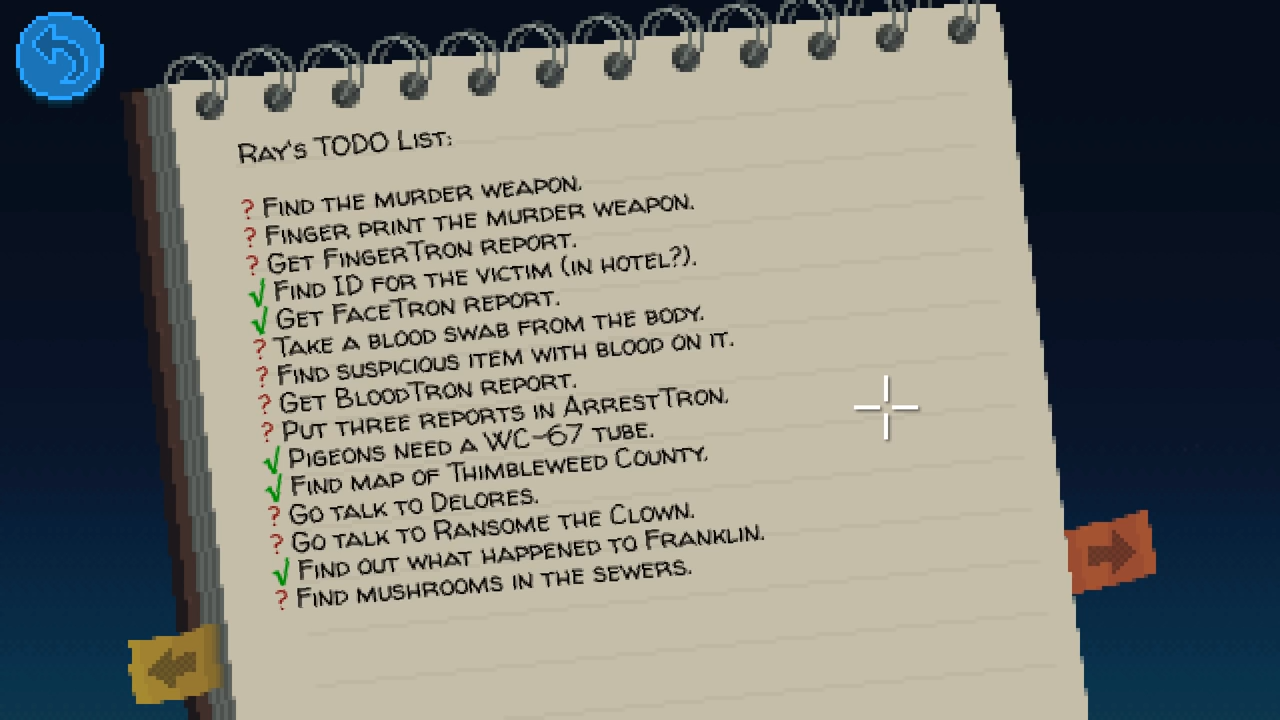 Ray's TODO List:
? Find the murder weapon.
? Finger print the murder weapon.
? Get FingerTron report.
√ Find ID for the victim (in hotel?).
√ Get FaceTron report.
? Take a blood swab from the body.
? Find suspicious item with blood on it.
? Get BloodTron report.
? Put three reports in ArrestTron.
√ Pigeons need a WC-67 tube.
√ Find map of Thimbleweed County.
? Go talk to Delores.
? Go talk to Ransome the Clown.
√ Find out what happened to Franklin.
? Find mushrooms in the sewers.